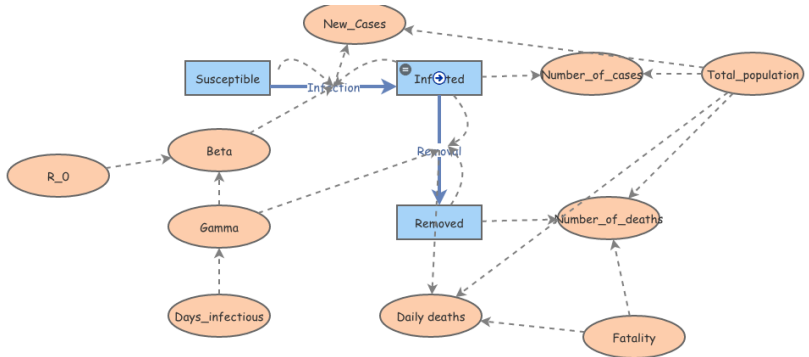 New_Cases
Susceptible
Infection
Infected
Number_of_cases
Total_population
Beta
Removal
R_0
Gamma
Removed
Number_of_deaths
Days_infectious
Daily deaths
Fatality